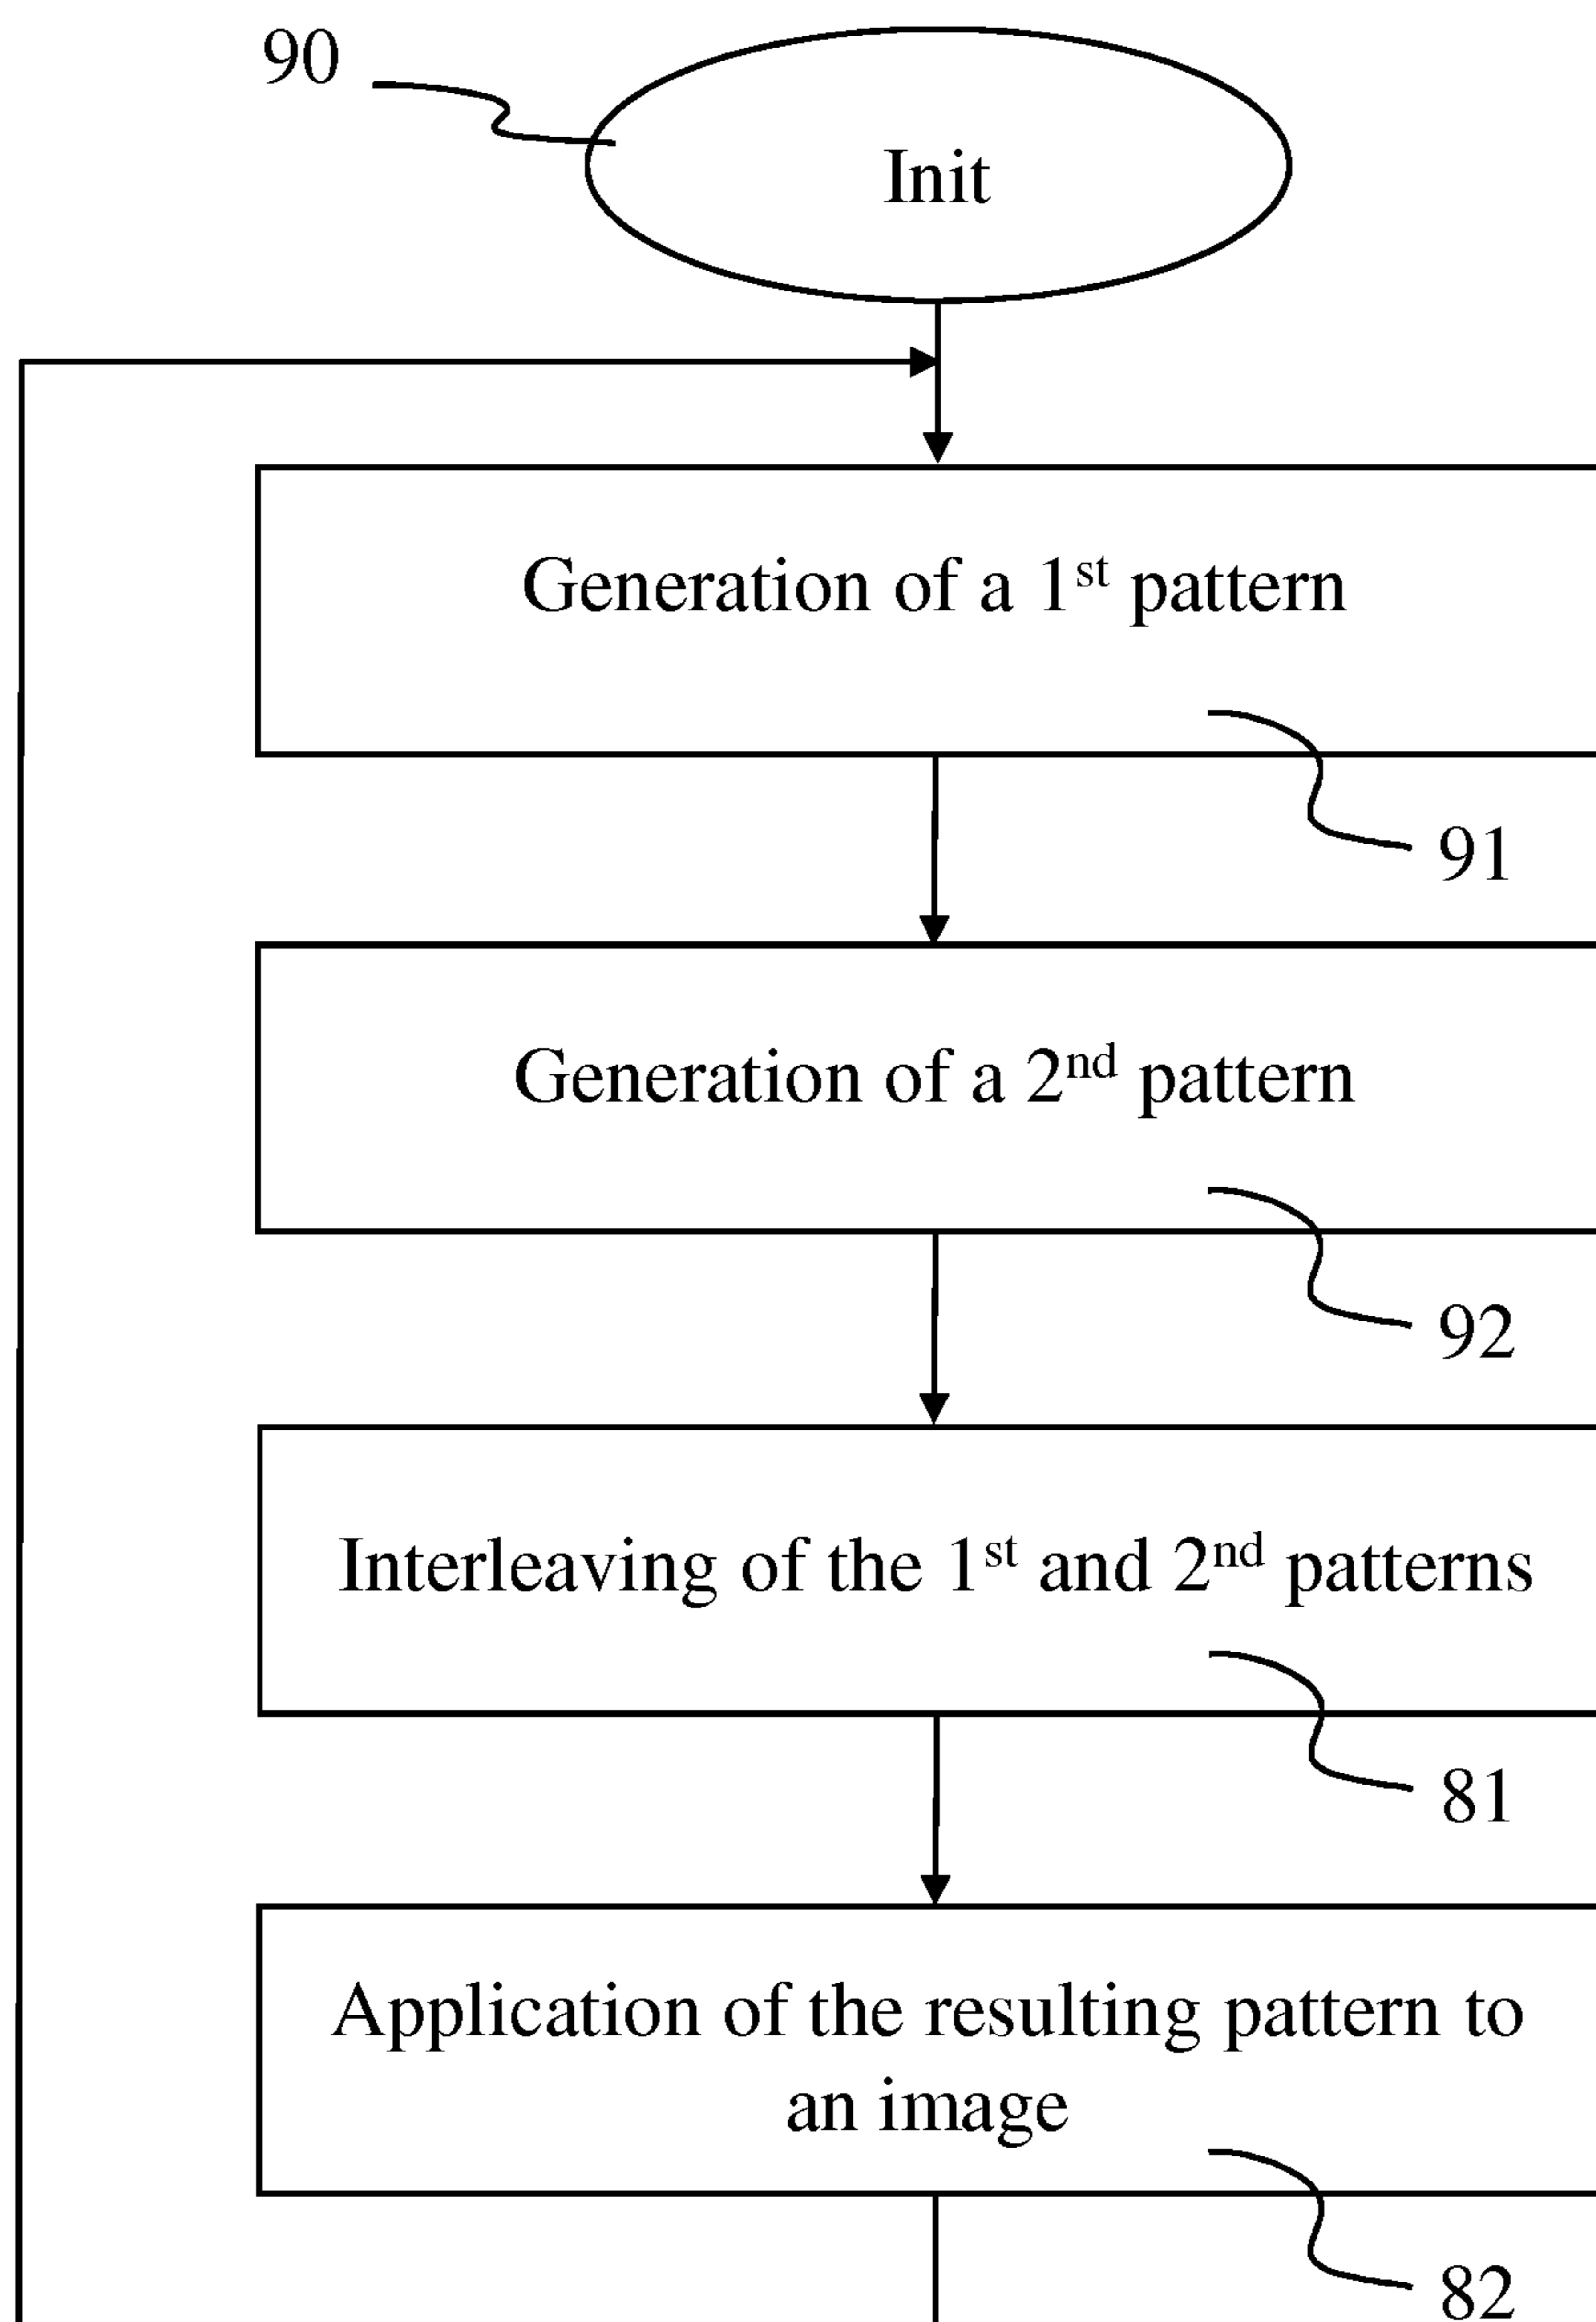 90
Init
Generation of a 1st pattern
91
Generation of a 2nd pattern
92
Interleaving of the 1st and 2nd patterns
81
Application of the resulting pattern to
an image
82